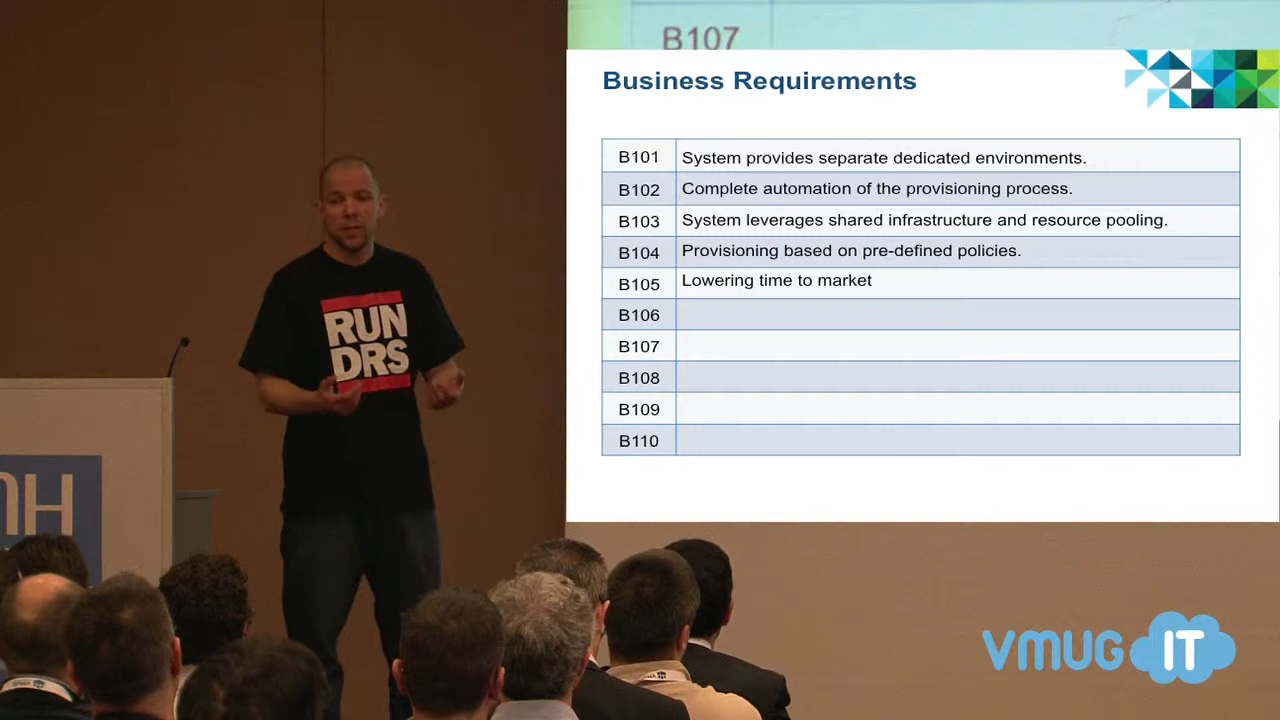 B107
Business Requirements
B101 System provides separate dedicated environments.
B102 Complete automation of the provisioning process.
B103 System leverages shared infrastructure and resource pooling.
B104 Provisioning based on pre-defined policies.
B105 Lowering time to market
B106
B107
B108
B109
B110
RUN
DRS
NH
VMUG IT